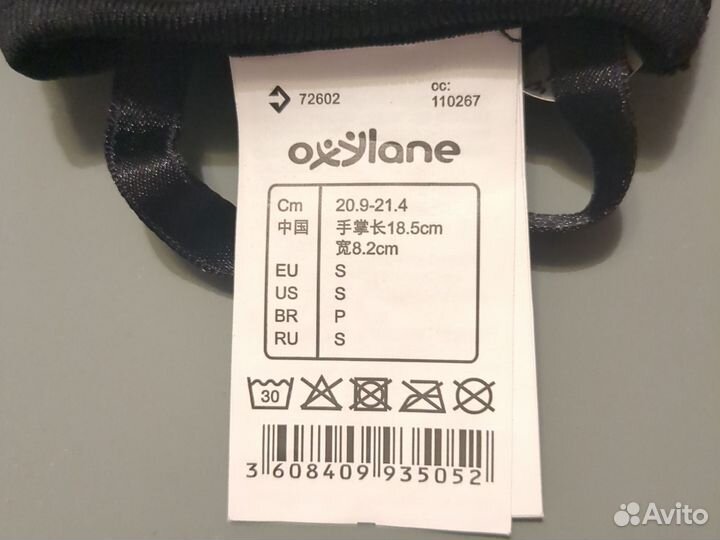 72602
oc:
110267
oxylane
Cm 20.9-21.4
中国 手掌长18.5cm
宽8.2cm
EU S
US S
BR P
RU S
30
3 608409 935052
Avito